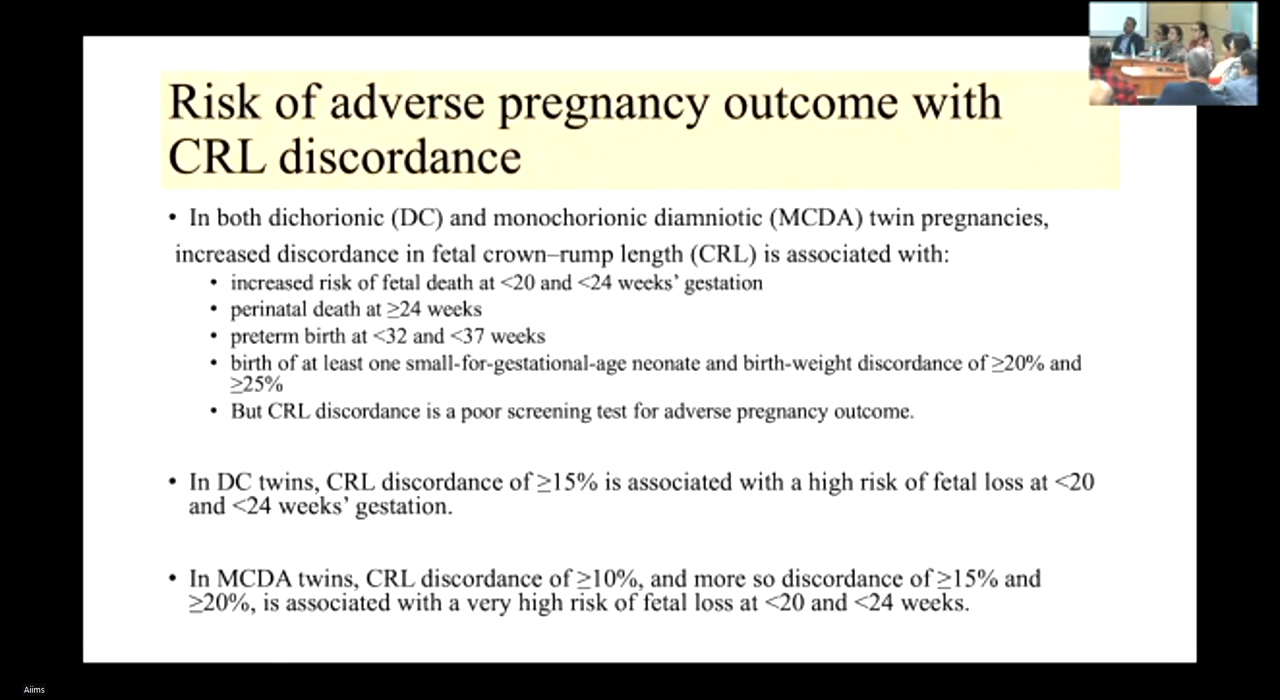 Risk of adverse pregnancy outcome with
CRL discordance
• In both dichorionic (DC) and monochorionic diamniotic (MCDA) twin pregnancies,
increased discordance in fetal crown–rump length (CRL) is associated with:
• increased risk of fetal death at <20 and <24 weeks’ gestation
• perinatal death at ≥24 weeks
• preterm birth at <32 and <37 weeks
• birth of at least one small-for-gestational-age neonate and birth-weight discordance of ≥20% and
≥25%
• But CRL discordance is a poor screening test for adverse pregnancy outcome.
• In DC twins, CRL discordance of ≥15% is associated with a high risk of fetal loss at <20
and <24 weeks’ gestation.
• In MCDA twins, CRL discordance of ≥10%, and more so discordance of ≥15% and
≥20%, is associated with a very high risk of fetal loss at <20 and <24 weeks.
Aiims